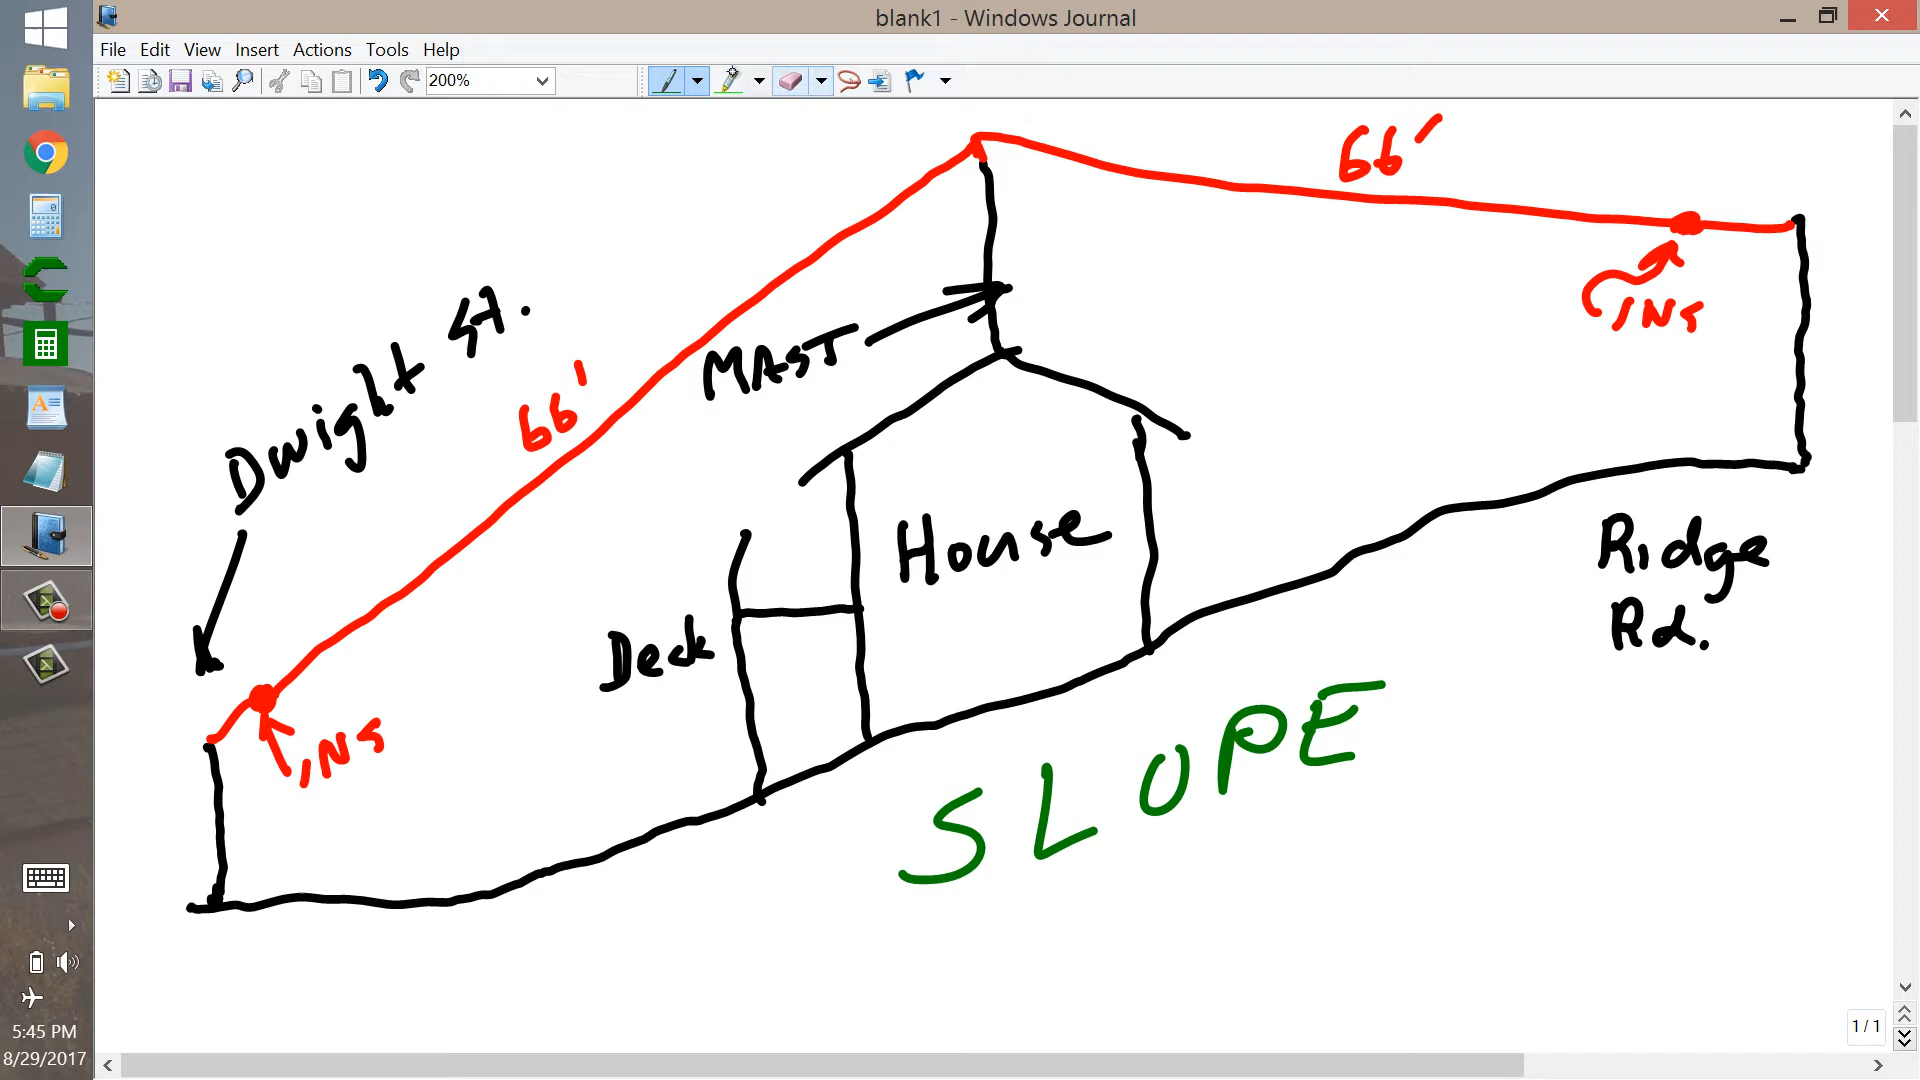 blank1 - Windows Journal
File Edit View Insert Actions Tools Help
200%
66'
INS
MAST
Dwight St.
66'
House
Ridge
Rd.
Deck
INS
SLOPE
1 / 1
5:45 PM
8/29/2017